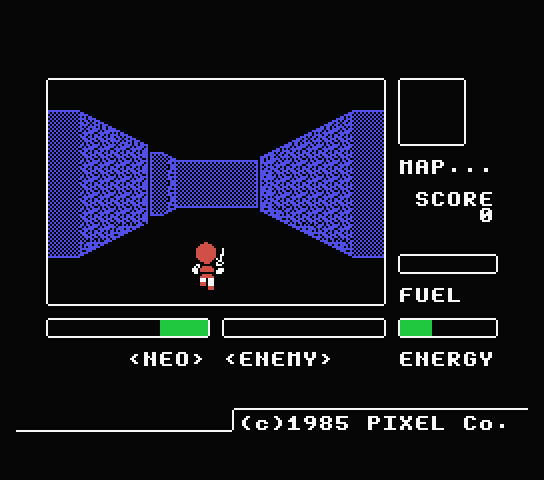 MAP...
SCORE
0
FUEL
<NEO> <ENEMY> ENERGY
(c)1985 PIXEL Co.